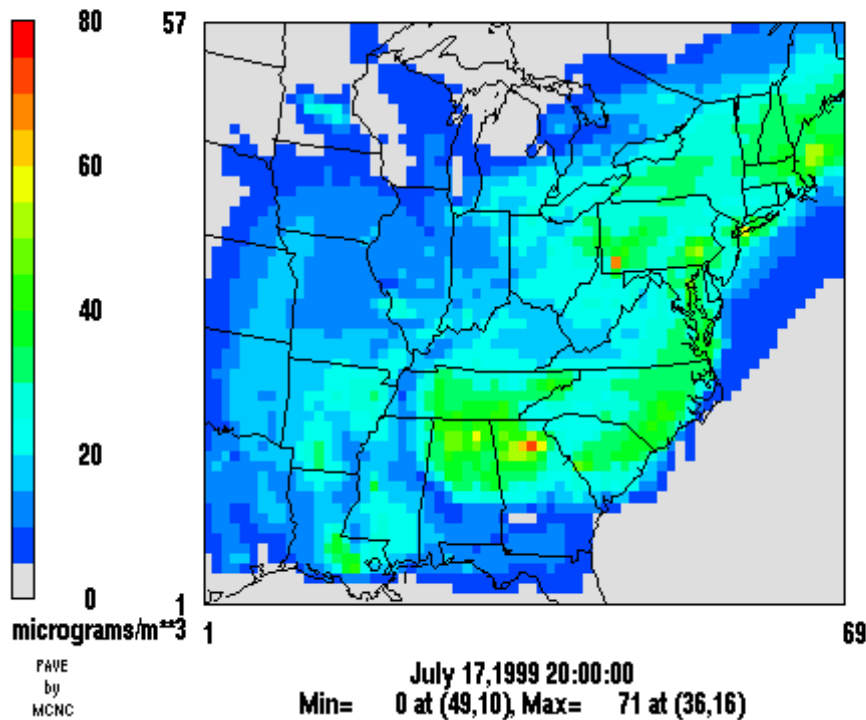 80
60
40
20
0
micrograms/m**3
PAVE
by
MCNC
57
1
1
69
July 17,1999 20:00:00
Min= 0 at (49,10), Max= 71 at (36,16)